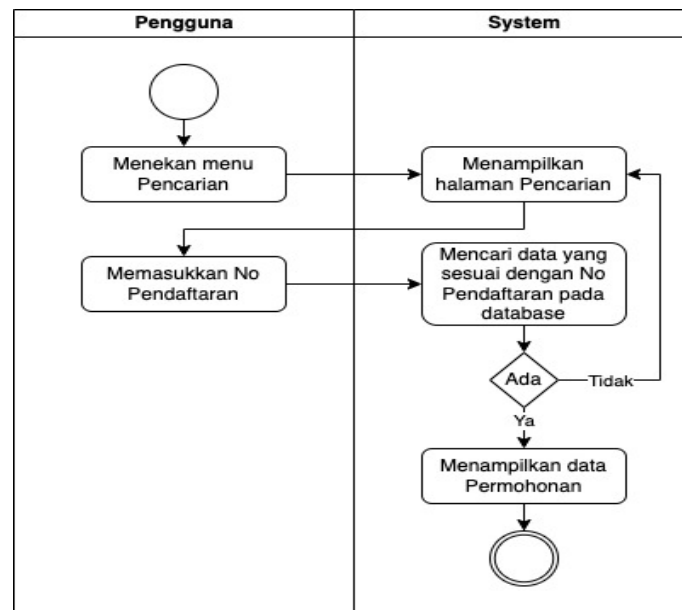 Pengguna
System
Menekan menu
Pencarian
Menampilkan
halaman Pencarian
Memasukkan No
Pendaftaran
Mencari data yang
sesuai dengan No
Pendaftaran pada
database
Ada
Tidak
Ya
Menampilkan data
Permohonan